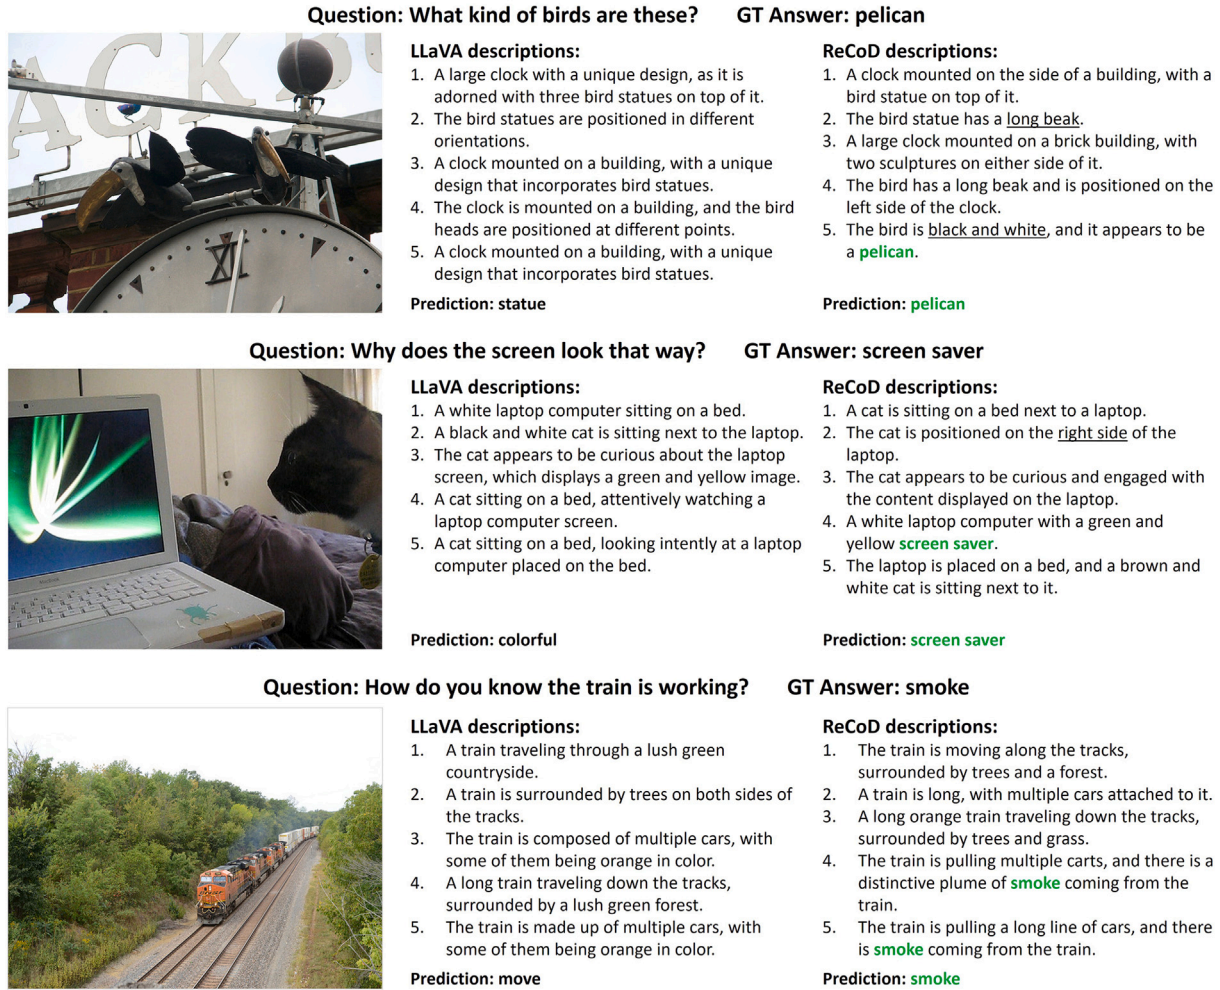 Question: What kind of birds are these? GT Answer: pelican
ACKB
XII
LLaVA descriptions:
1. A large clock with a unique design, as it is
adorned with three bird statues on top of it.
2. The bird statues are positioned in different
orientations.
3. A clock mounted on a building, with a unique
design that incorporates bird statues.
4. The clock is mounted on a building, and the bird
heads are positioned at different points.
5. A clock mounted on a building, with a unique
design that incorporates bird statues.
Prediction: statue
ReCoD descriptions:
1. A clock mounted on the side of a building, with a
bird statue on top of it.
2. The bird statue has a long beak.
3. A large clock mounted on a brick building, with
two sculptures on either side of it.
4. The bird has a long beak and is positioned on the
left side of the clock.
5. The bird is black and white, and it appears to be
a pelican.
Prediction: pelican
Question: Why does the screen look that way? GT Answer: screen saver
LLaVA descriptions:
1. A white laptop computer sitting on a bed.
2. A black and white cat is sitting next to the laptop.
3. The cat appears to be curious about the laptop
screen, which displays a green and yellow image.
4. A cat sitting on a bed, attentively watching a
laptop computer screen.
5. A cat sitting on a bed, looking intently at a laptop
computer placed on the bed.
Prediction: colorful
ReCoD descriptions:
1. A cat is sitting on a bed next to a laptop.
2. The cat is positioned on the right side of the
laptop.
3. The cat appears to be curious and engaged with
the content displayed on the laptop.
4. A white laptop computer with a green and
yellow screen saver.
5. The laptop is placed on a bed, and a brown and
white cat is sitting next to it.
Prediction: screen saver
Question: How do you know the train is working? GT Answer: smoke
LLaVA descriptions:
1. A train traveling through a lush green
countryside.
2. A train is surrounded by trees on both sides of
the tracks.
3. The train is composed of multiple cars, with
some of them being orange in color.
4. A long train traveling down the tracks,
surrounded by a lush green forest.
5. The train is made up of multiple cars, with
some of them being orange in color.
Prediction: move
ReCoD descriptions:
1. The train is moving along the tracks,
surrounded by trees and a forest.
2. A train is long, with multiple cars attached to it.
3. A long orange train traveling down the tracks,
surrounded by trees and grass.
4. The train is pulling multiple carts, and there is a
distinctive plume of smoke coming from the
train.
5. The train is pulling a long line of cars, and there
is smoke coming from the train.
Prediction: smoke